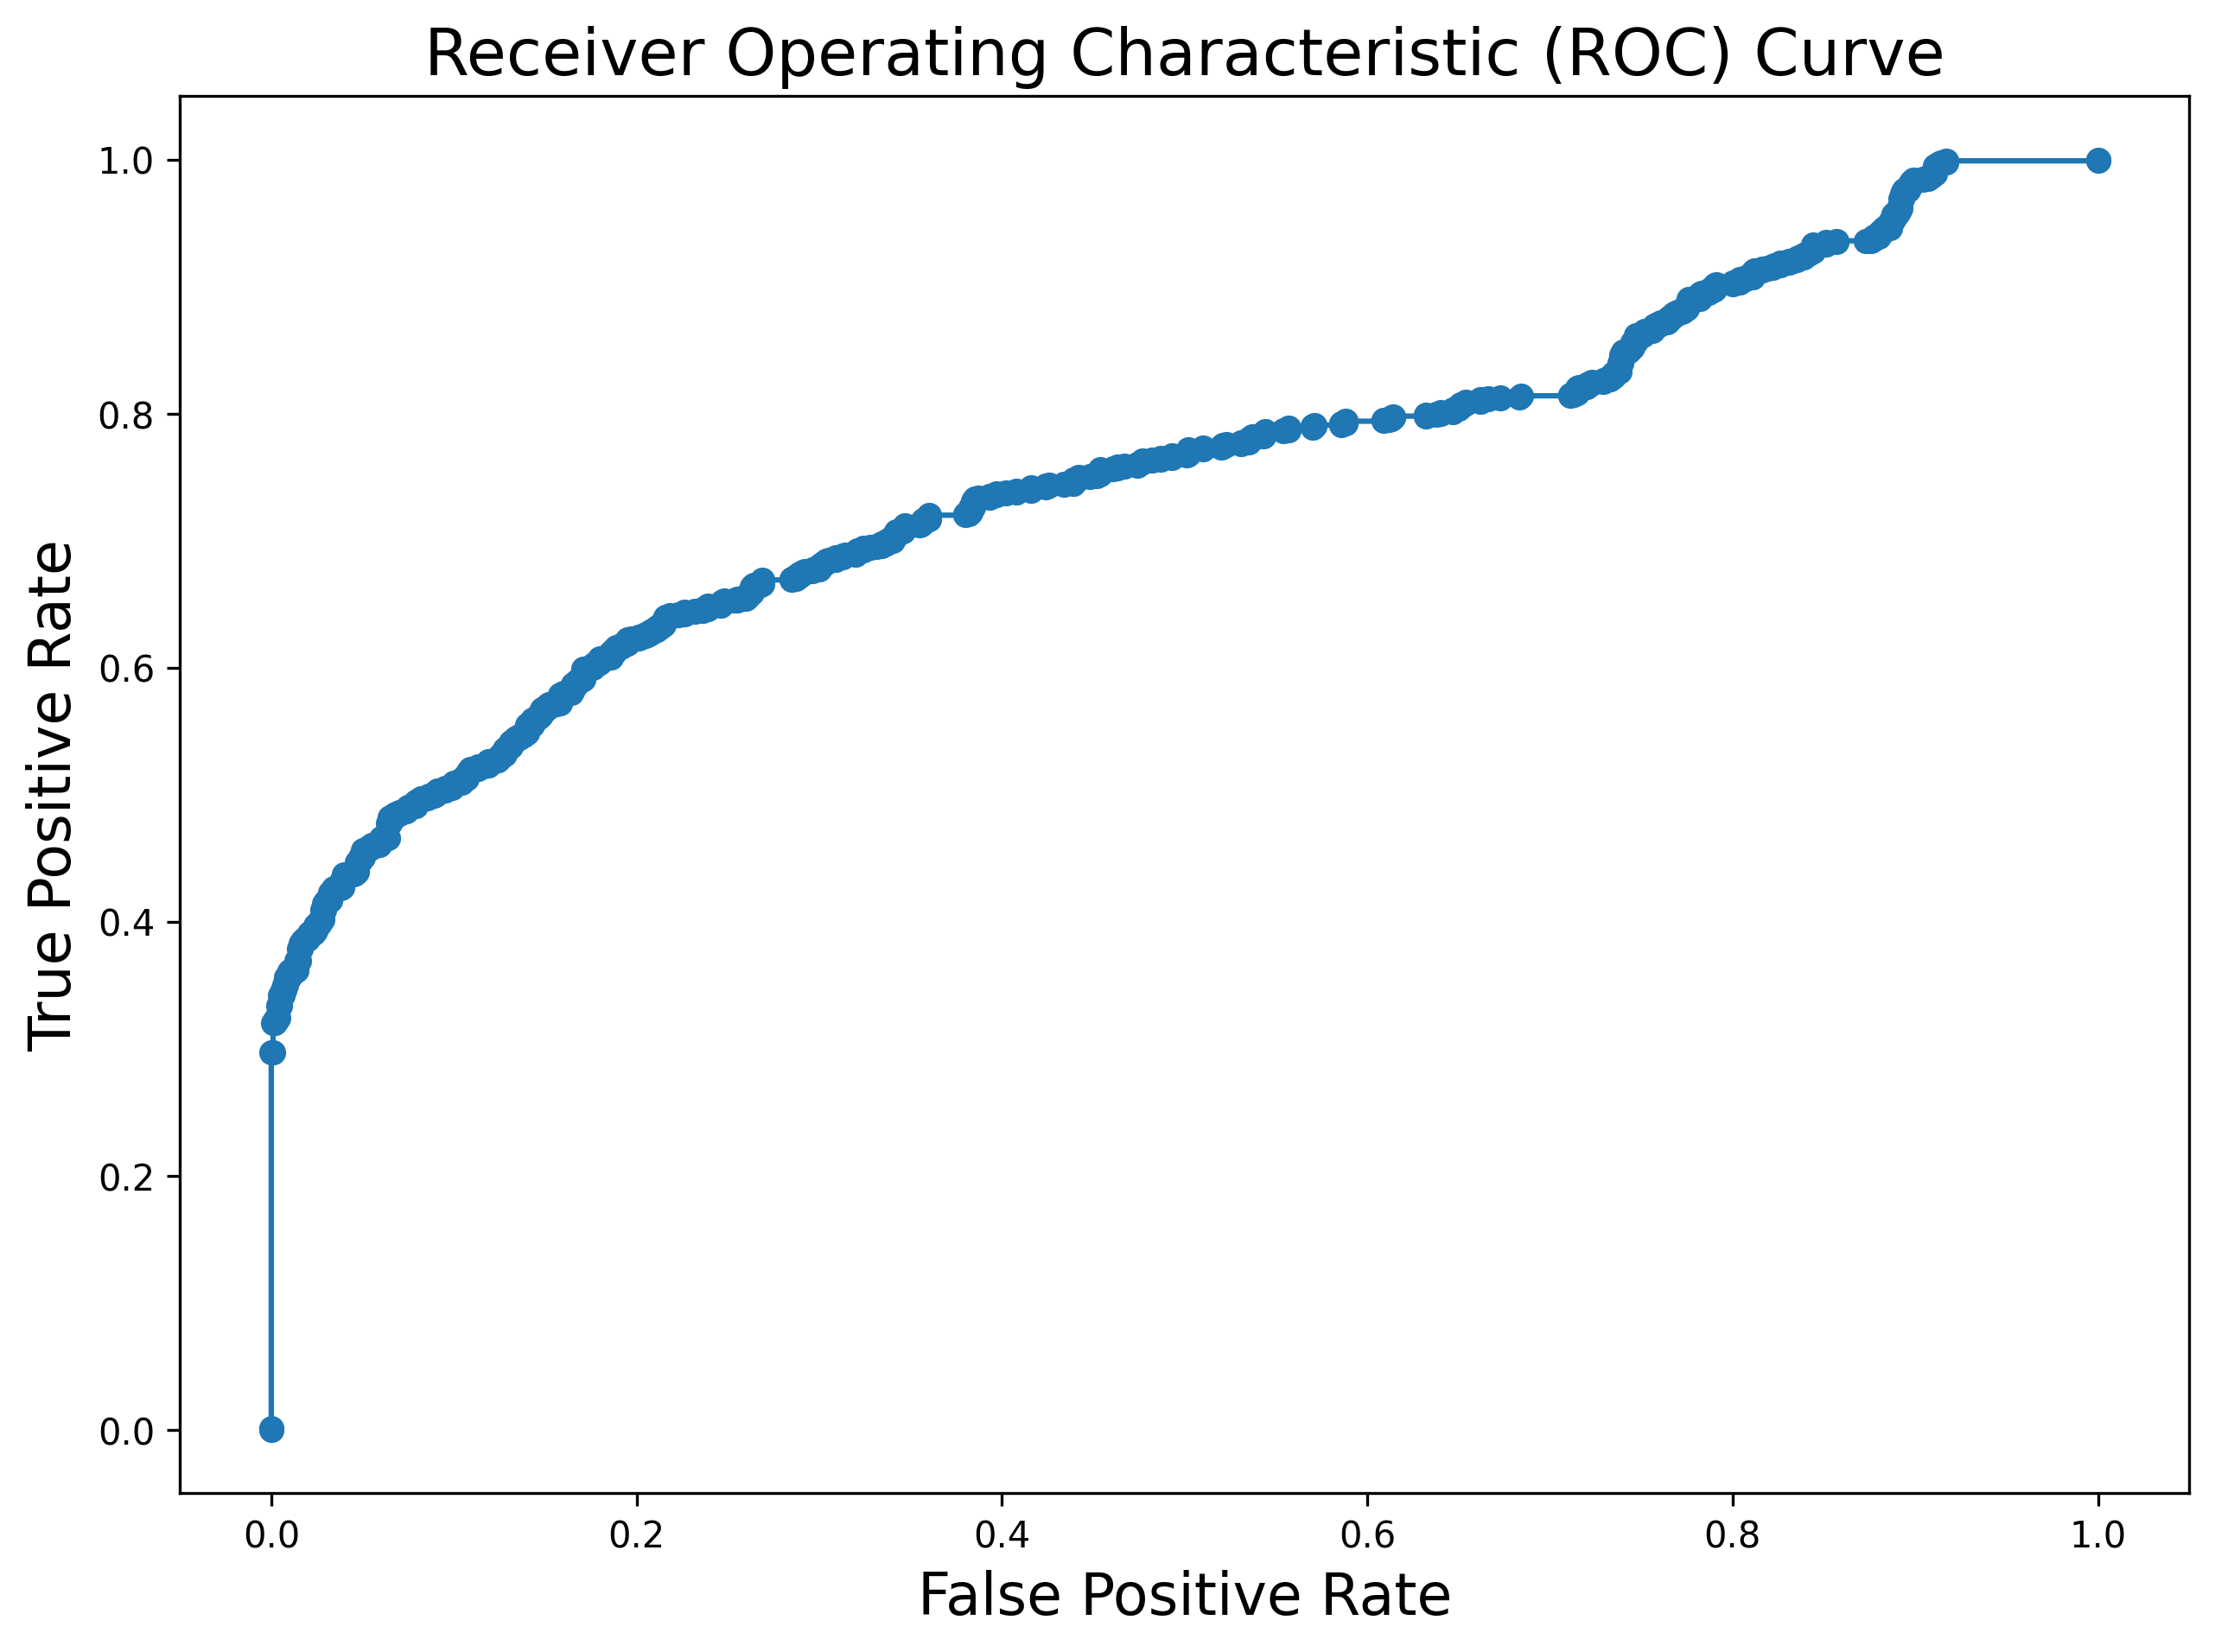 Receiver Operating Characteristic (ROC) Curve
True Positive Rate
1.0
0.8
0.6
0.4
0.2
0.0
0.0 0.2 0.4 0.6 0.8 1.0
False Positive Rate